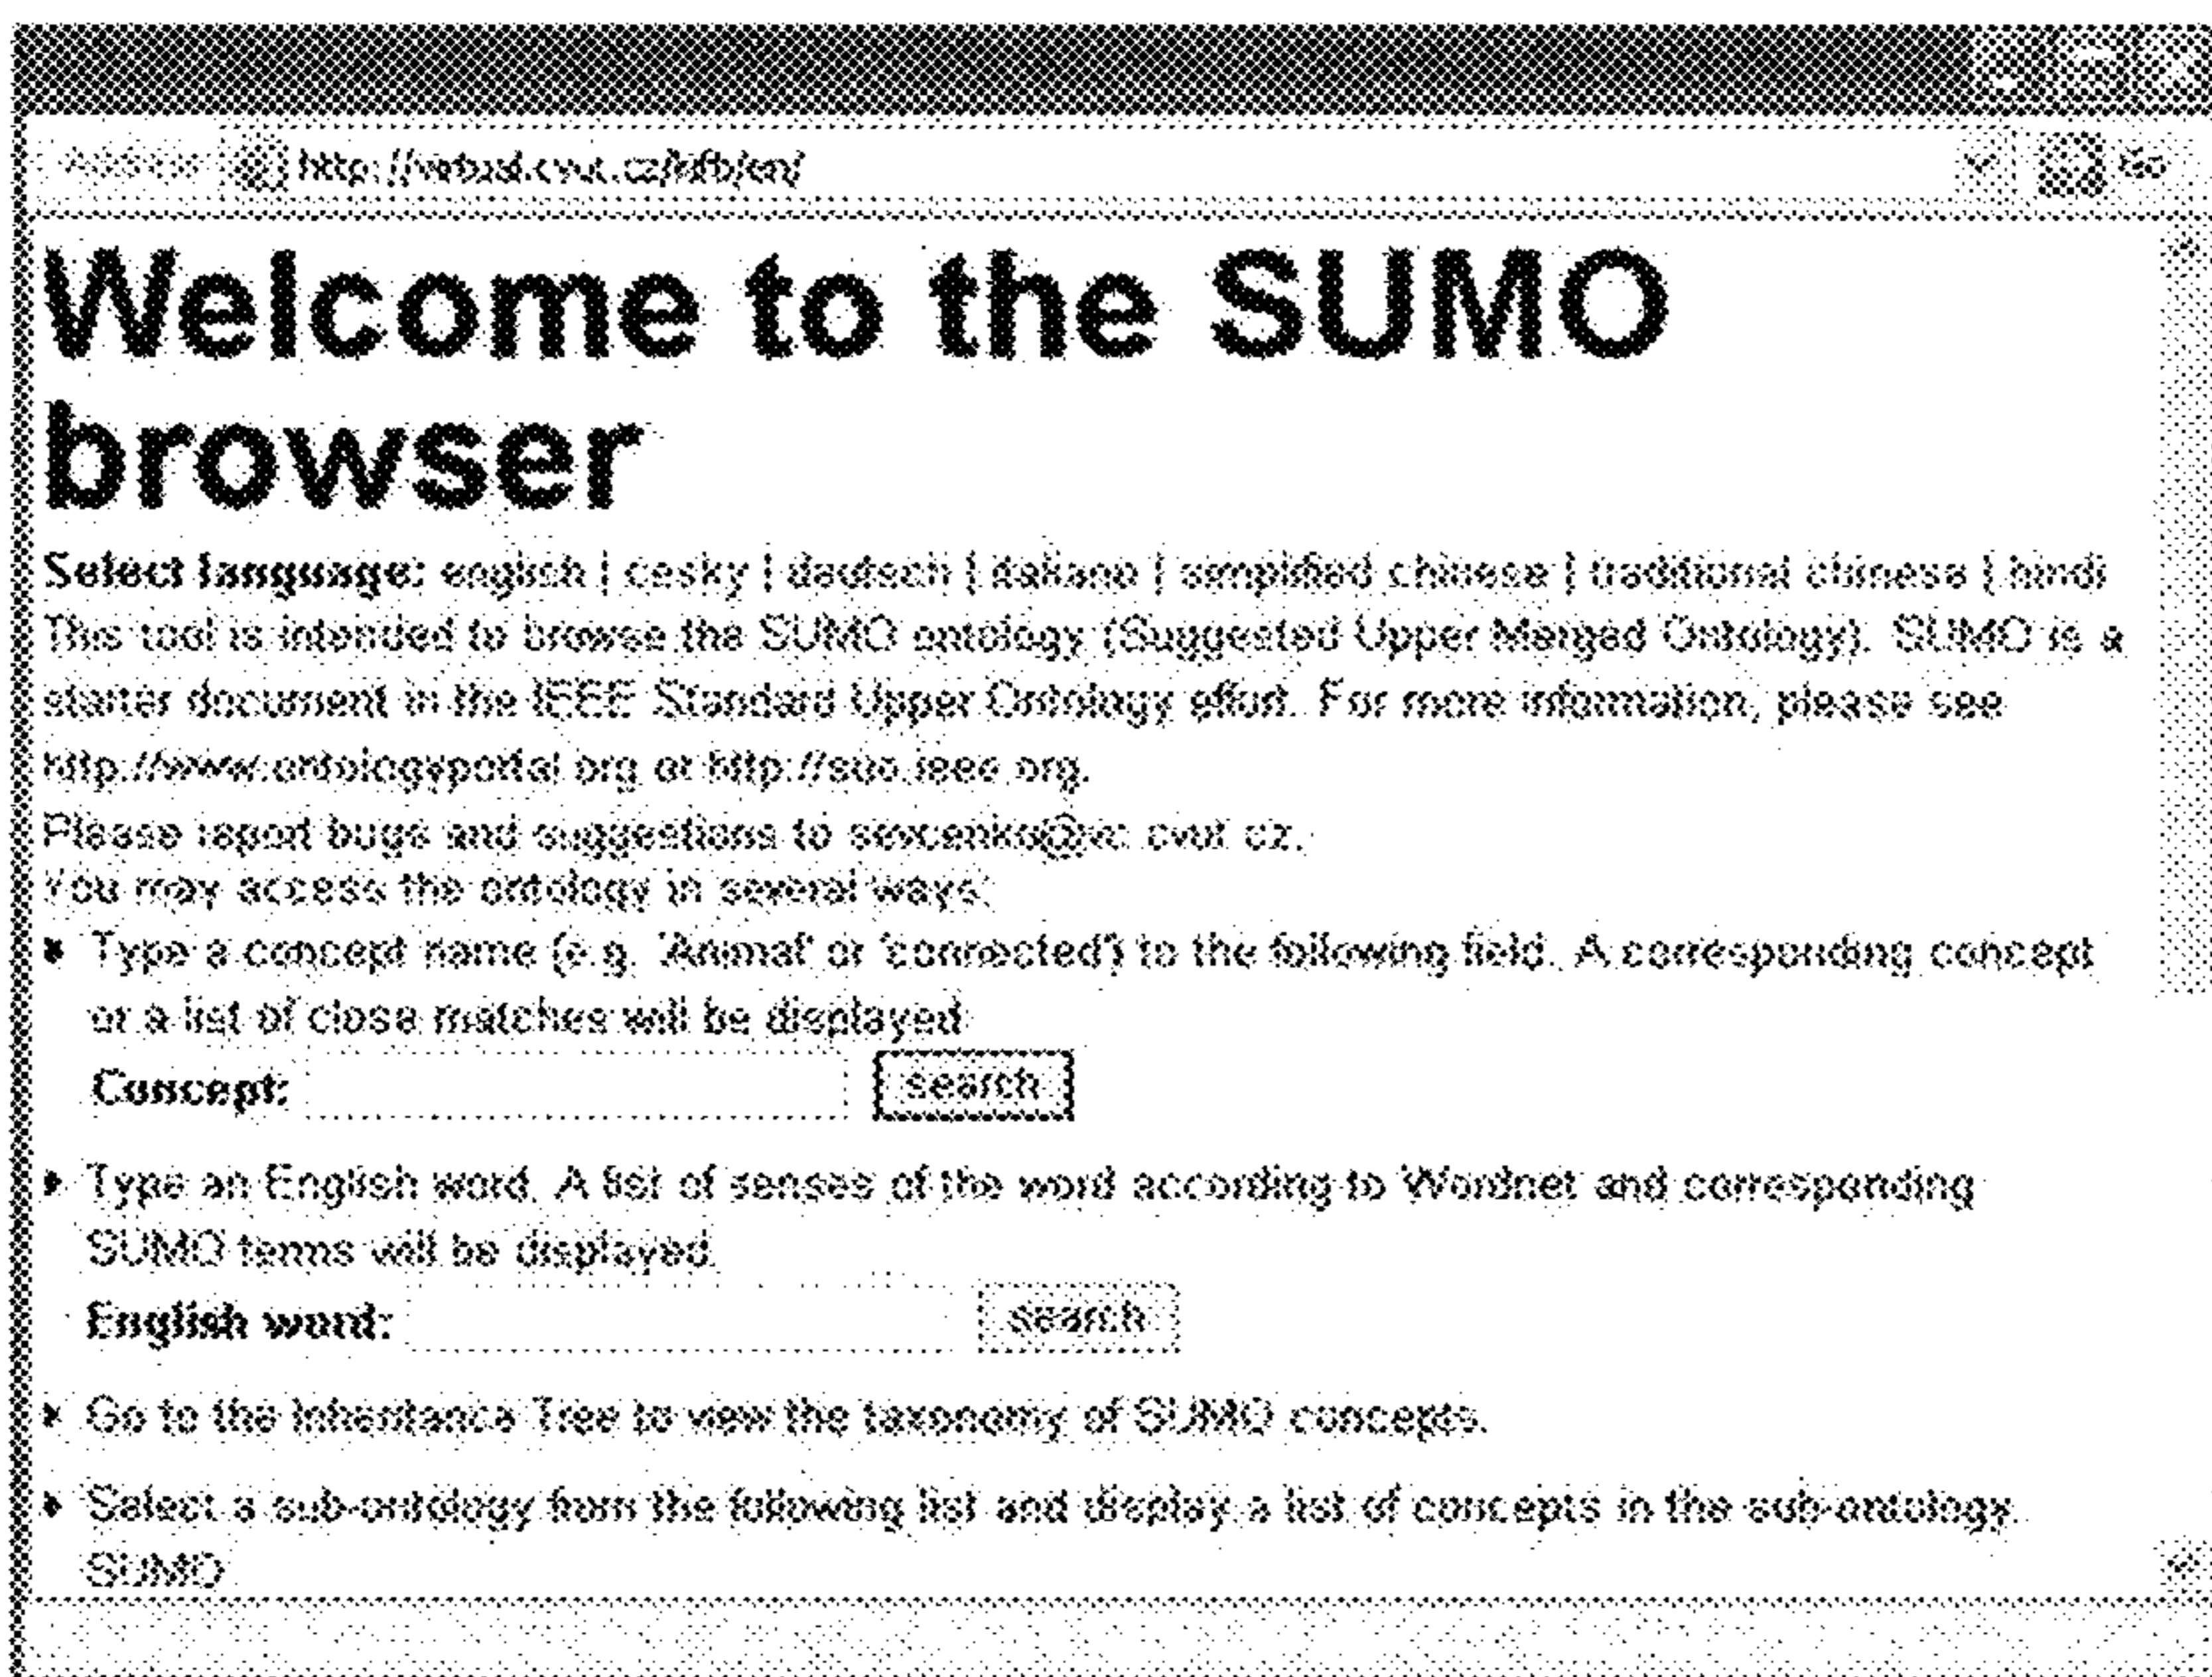 Address http://virtual.cvut.cz/kifb/en/ Go
Welcome to the SUMO
browser
Select language: english | cesky | deutsch | italiano | simplified chinese | traditional chinese | hindi
This tool is intended to browse the SUMO ontology (Suggested Upper Merged Ontology). SUMO is a
starter document in the IEEE Standard Upper Ontology effort. For more information, please see
http://www.ontologyportal.org or http://suo.ieee.org.
Please report bugs and suggestions to sevcenko@vc.cvut.cz.
You may access the ontology in several ways:
Type a concept name (e.g. 'Animal' or 'connected') to the following field. A corresponding concept
or a list of close matches will be displayed
Concept: search
Type an English word. A list of senses of the word according to Wordnet and corresponding
SUMO terms will be displayed.
English word: search
Go to the Inheritance Tree to view the taxonomy of SUMO concepts.
Select a sub-ontology from the following list and display a list of concepts in the sub-ontology
SUMO